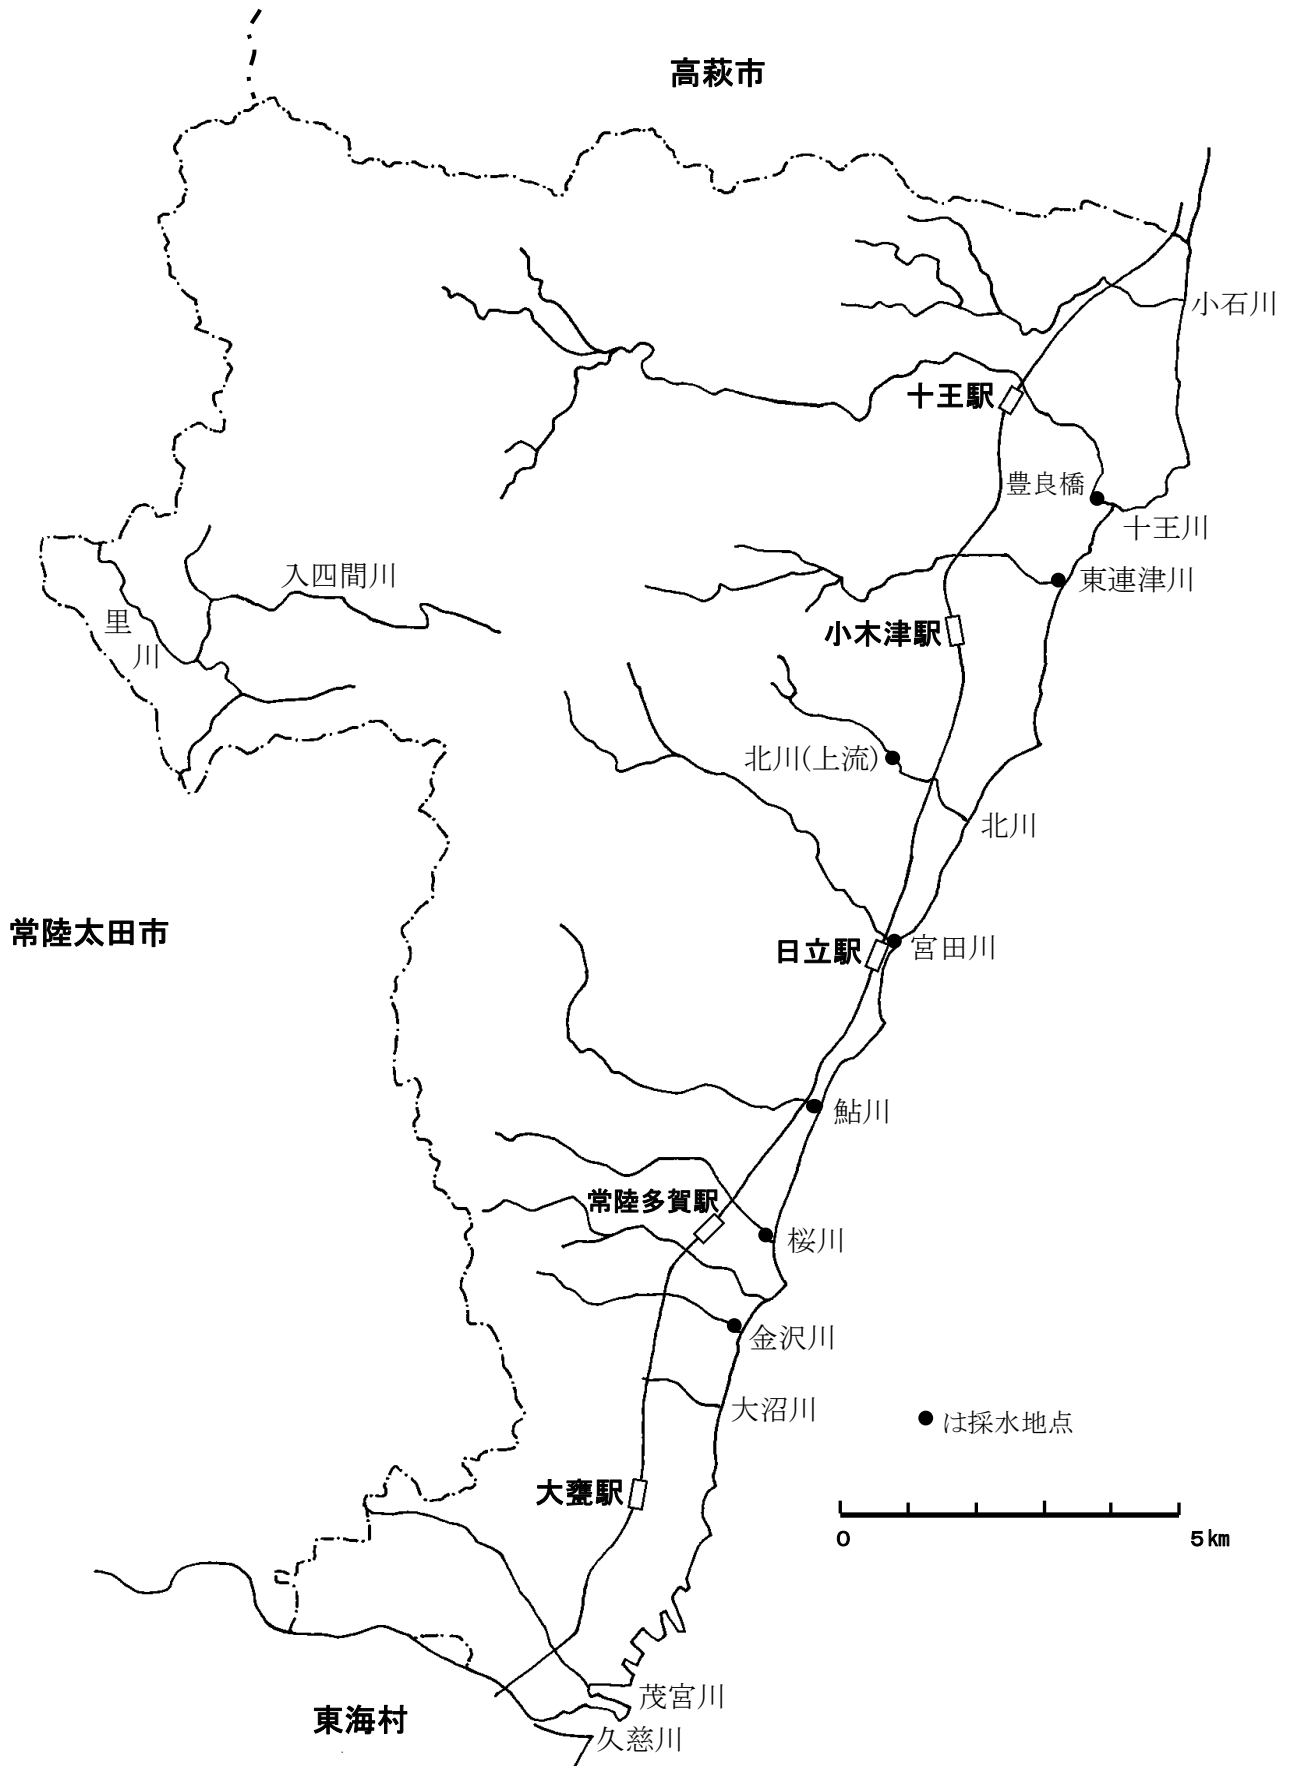 高萩市
小石川
十王駅
豊良橋
十王川
入四間川
東連津川
里
川
小木津駅
北川(上流)
北川
常陸太田市
日立駅
宮田川
鮎川
常陸多賀駅
桜川
金沢川
大沼川
●は採水地点
大甕駅
0
5km
茂宮川
東海村
久慈川